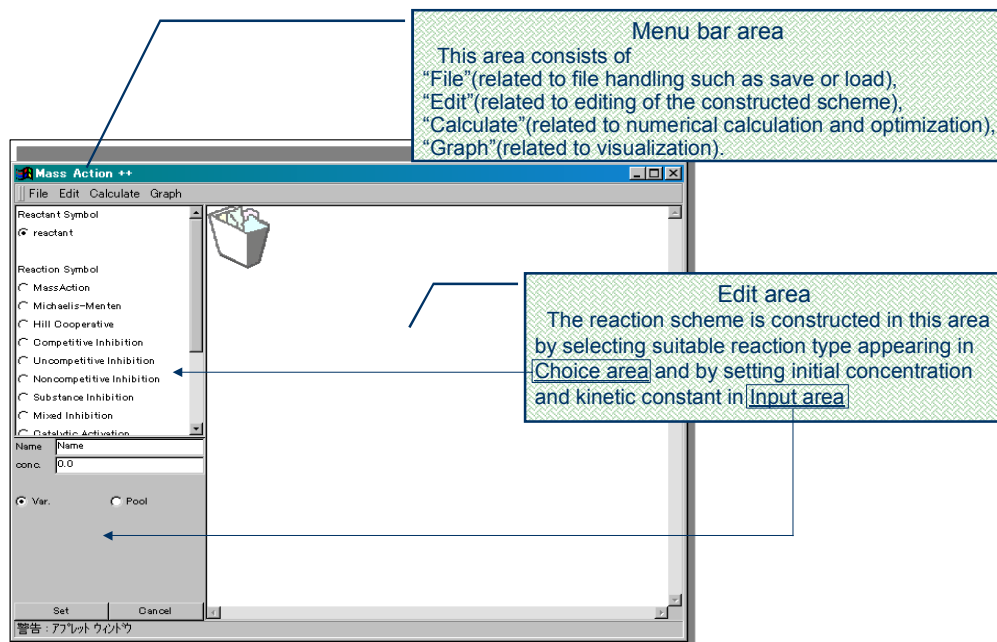 Menu bar area
This area consists of
“File”(related to file handling such as save or load),
“Edit”(related to editing of the constructed scheme),
“Calculate”(related to numerical calculation and optimization),
“Graph”(related to visualization).
Mass Action ++
File Edit Calculate Graph
Reactant Symbol
reactant
Reaction Symbol
MassAction
Michaelis-Menten
Hill Cooperative
Competitive Inhibition
Uncompetitive Inhibition
Noncompetitive Inhibition
Substance Inhibition
Mixed Inhibition
Catalytic Activation
Name Name
conc. 0.0
Var. Pool
Set Cancel
警告 : アプレット ウィンドウ
Edit area
The reaction scheme is constructed in this area
by selecting suitable reaction type appearing in
Choice area and by setting initial concentration
and kinetic constant in Input area